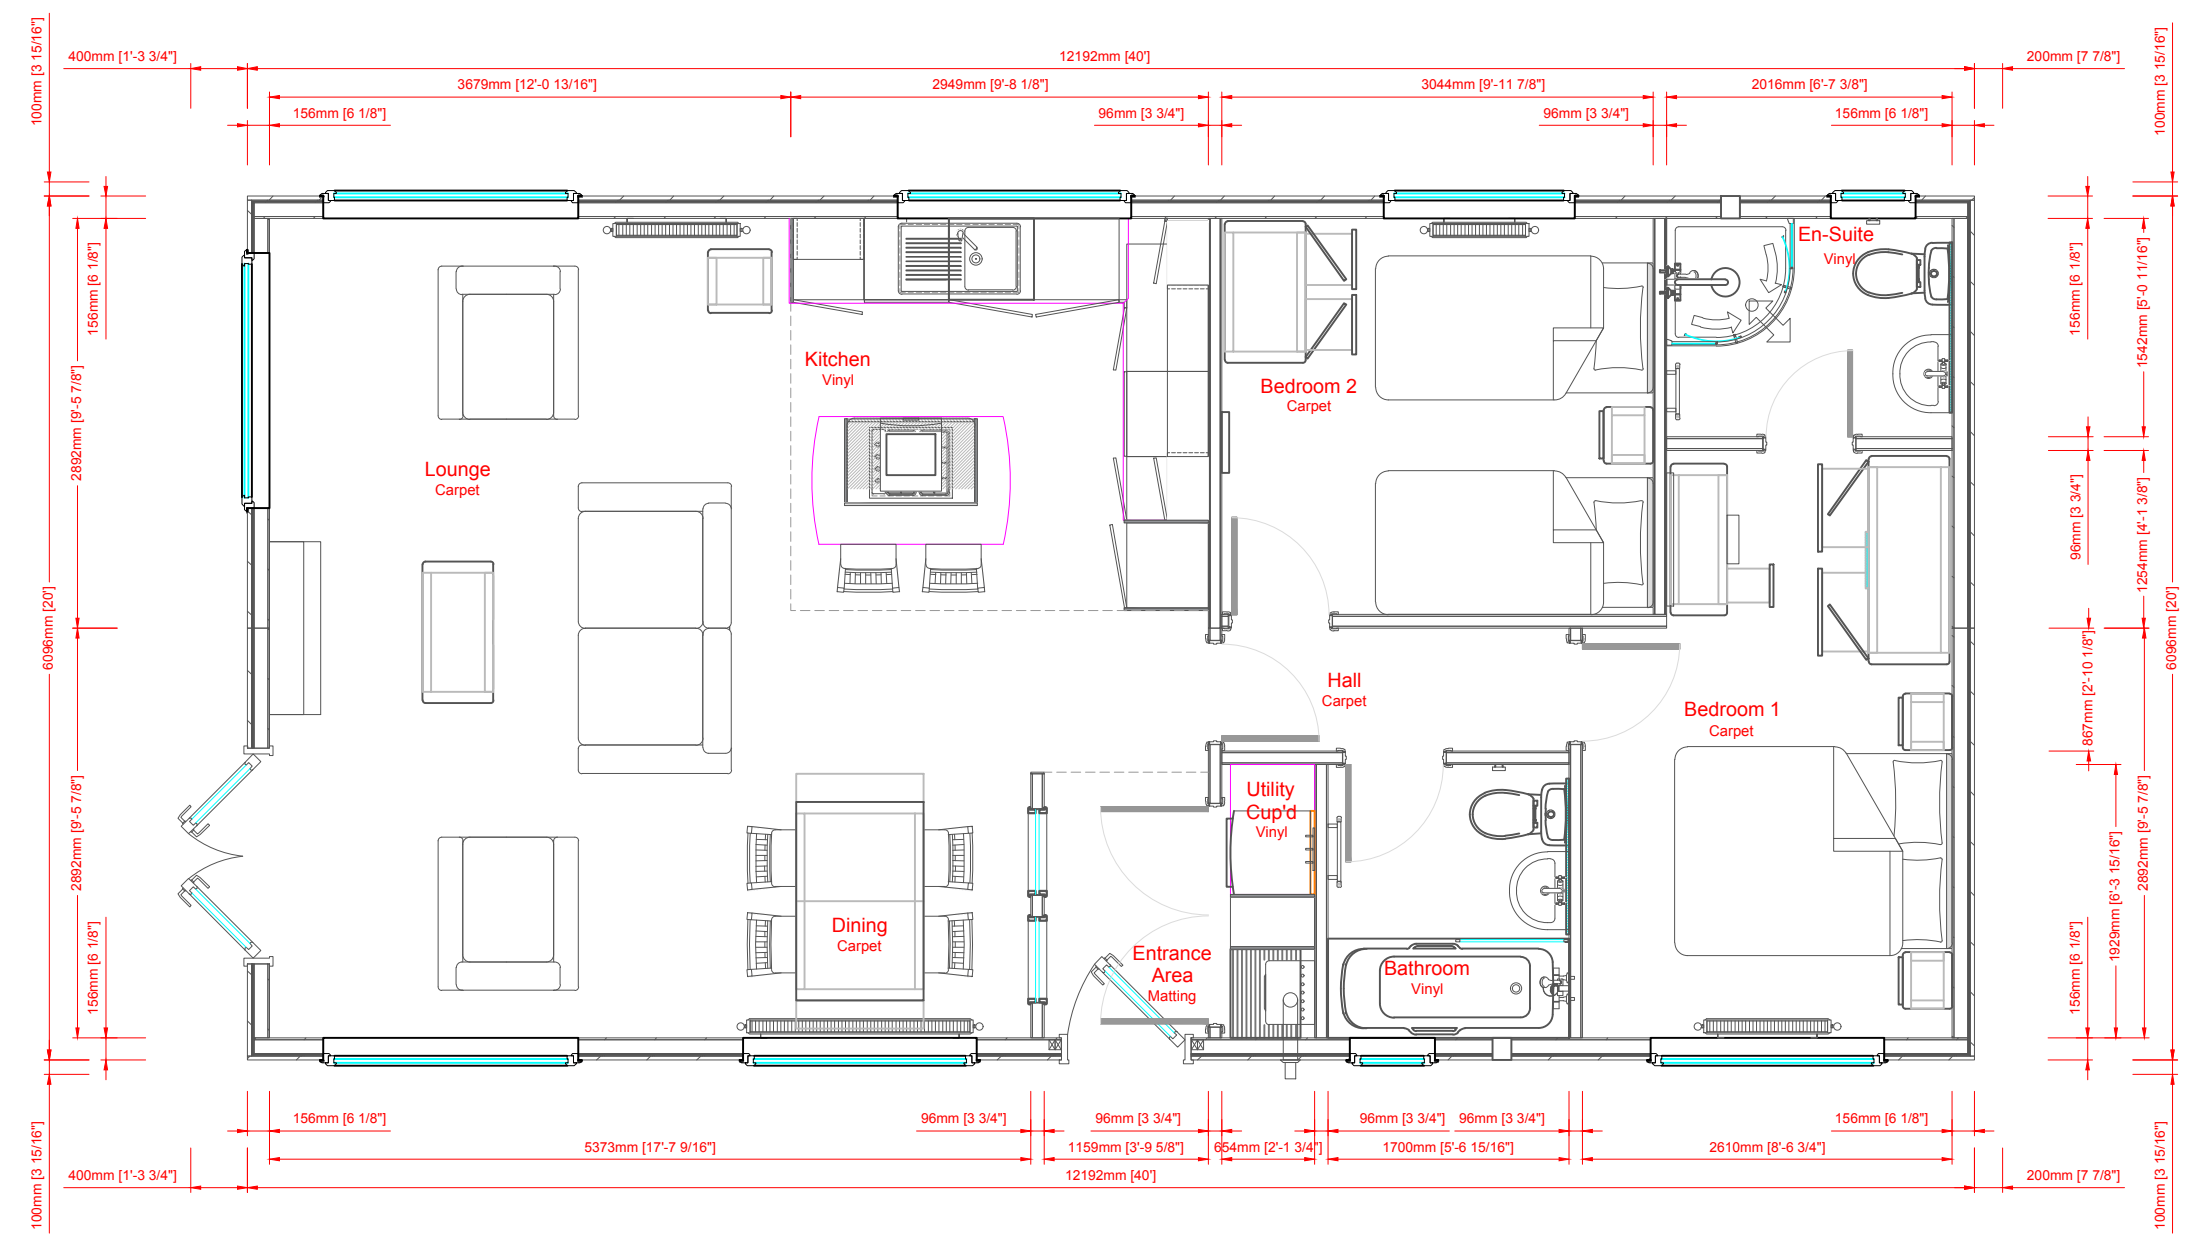 100mm [3 15/16"]
400mm [1'-3 3/4"]
12192mm [40']
200mm [7 7/8"]
100mm [3 15/16"]
3679mm [12'-0 13/16"]
2949mm [9'-8 1/8"]
3044mm [9'-11 7/8"]
2016mm [6'-7 3/8"]
156mm [6 1/8"]
96mm [3 3/4"]
96mm [3 3/4"]
156mm [6 1/8"]
156mm [6 1/8"]
2892mm [9'-5 7/8"]
6096mm [20']
2892mm [9'-5 7/8"]
156mm [6 1/8"]
Kitchen
Vinyl
Lounge
Carpet
Bedroom 2
Carpet
En-Suite
Vinyl
Hall
Carpet
Bedroom 1
Carpet
Utility
Cup'd
Vinyl
Dining
Carpet
Entrance
Area
Matting
Bathroom
Vinyl
156mm [6 1/8"]
1542mm [5'-0 11/16"]
96mm [3 3/4"]
1254mm [4'-1 3/8"]
6096mm [20']
867mm [2'-10 1/8"]
2892mm [9'-5 7/8"]
1929mm [6'-3 15/16"]
156mm [6 1/8"]
156mm [6 1/8"]
96mm [3 3/4"]
96mm [3 3/4"]
96mm [3 3/4"]
96mm [3 3/4"]
156mm [6 1/8"]
5373mm [17'-7 9/16"]
1159mm [3'-9 5/8"]
654mm [2'-1 3/4"]
1700mm [5'-6 15/16"]
2610mm [8'-6 3/4"]
100mm [3 15/16"]
400mm [1'-3 3/4"]
12192mm [40']
200mm [7 7/8"]
100mm [3 15/16"]